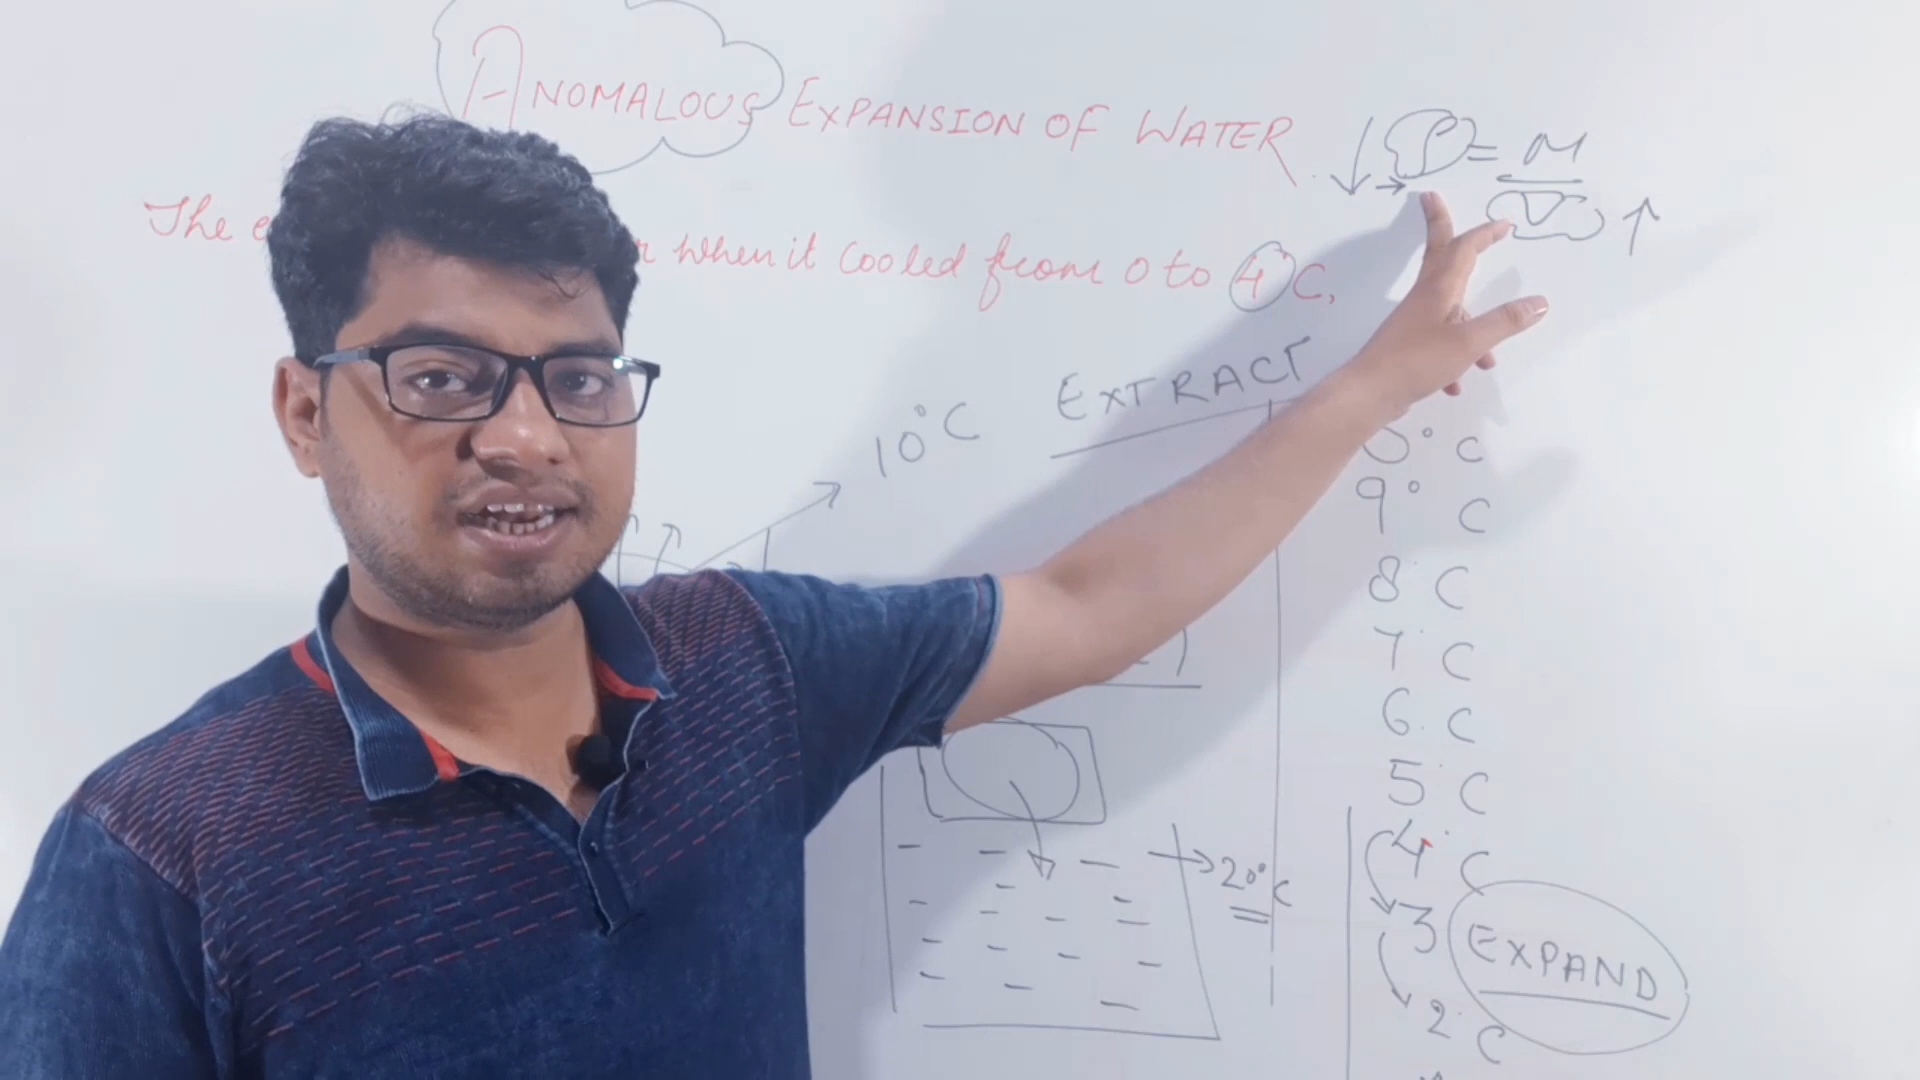 ANOMALOUS EXPANSION OF WATER
↓ → ρ = M
V ↑
The when it cooled from 0 to 4 C,
EXTRACT
10°C
° C
9° C
8° C
7° C
6° C
5° C
4° C
20°C
3
EXPAND
2° C